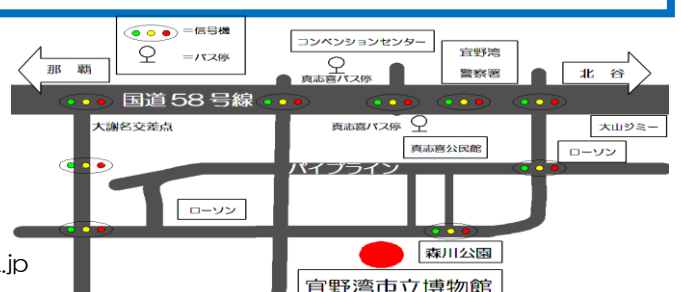 ＝信号機
＝バス停
コンベンションセンター
宜野湾
警察署
那 覇
北 谷
真志喜バス停
国道 58 号線
大謝名交差点
真志喜バス停
大山ジミー
真志喜公民館
ローソン
パイプライン
ローソン
森川公園
.jp
宜野湾市立博物館